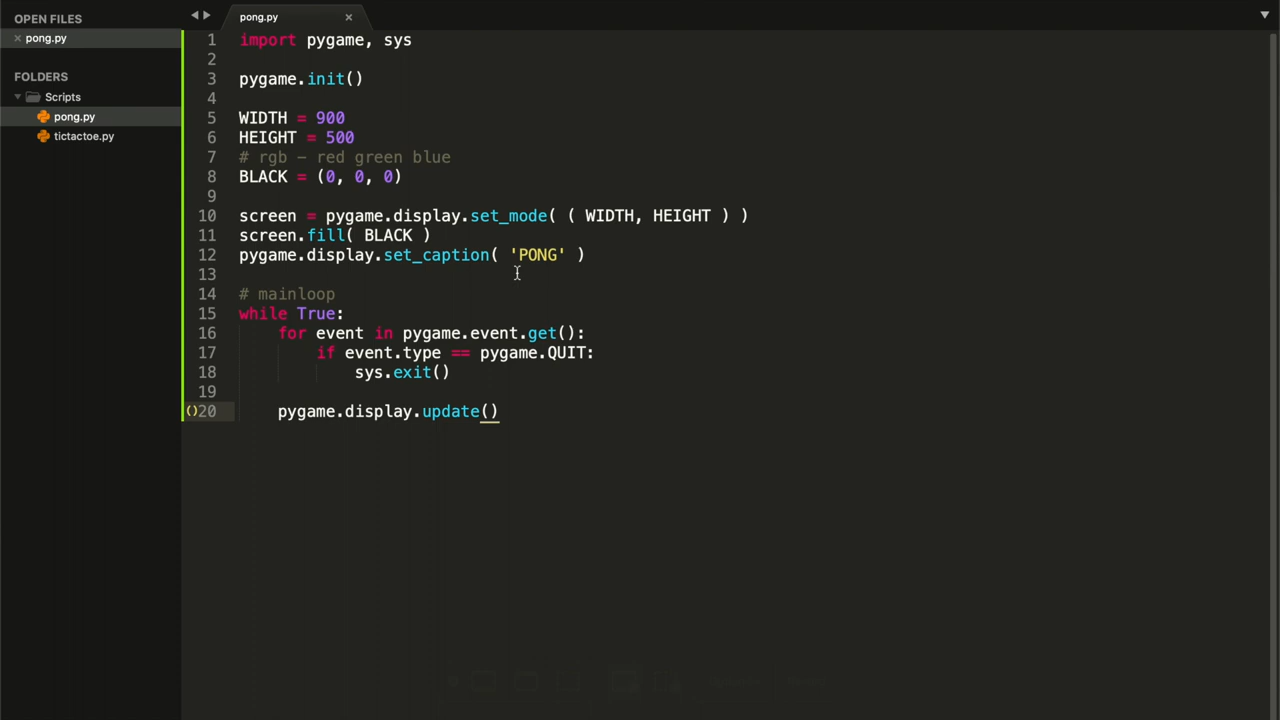 OPEN FILES
pong.py
FOLDERS
Scripts
pong.py
tictactoe.py
pong.py
1 import pygame, sys
2
3 pygame.init()
4
5 WIDTH = 900
6 HEIGHT = 500
7 # rgb - red green blue
8 BLACK = (0, 0, 0)
9
10 screen = pygame.display.set_mode( ( WIDTH, HEIGHT ) )
11 screen.fill( BLACK )
12 pygame.display.set_caption( 'PONG' )
13
14 # mainloop
15 while True:
16     for event in pygame.event.get():
17         if event.type == pygame.QUIT:
18             sys.exit()
19
20     pygame.display.update()